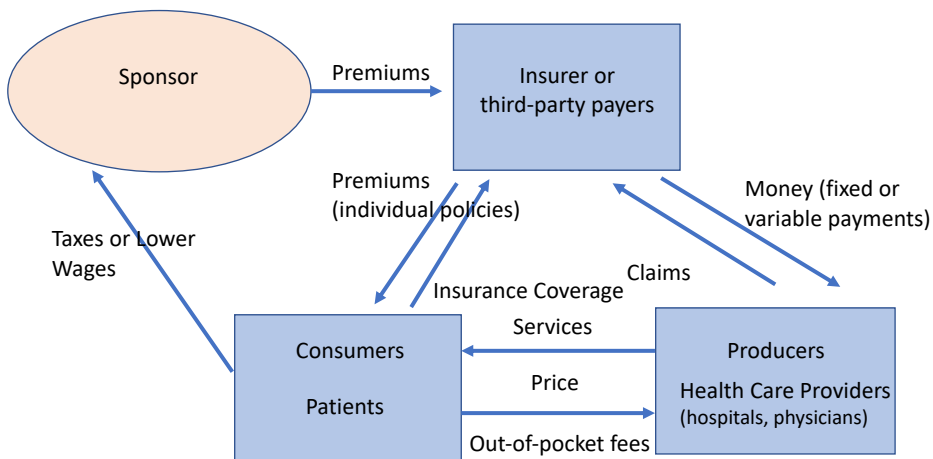 Sponsor
Premiums
Insurer or
third-party payers
Premiums
(individual policies)
Money (fixed or
variable payments)
Taxes or Lower
Wages
Claims
Insurance Coverage
Services
Consumers
Patients
Producers
Health Care Providers
(hospitals, physicians)
Price
Out-of-pocket fees